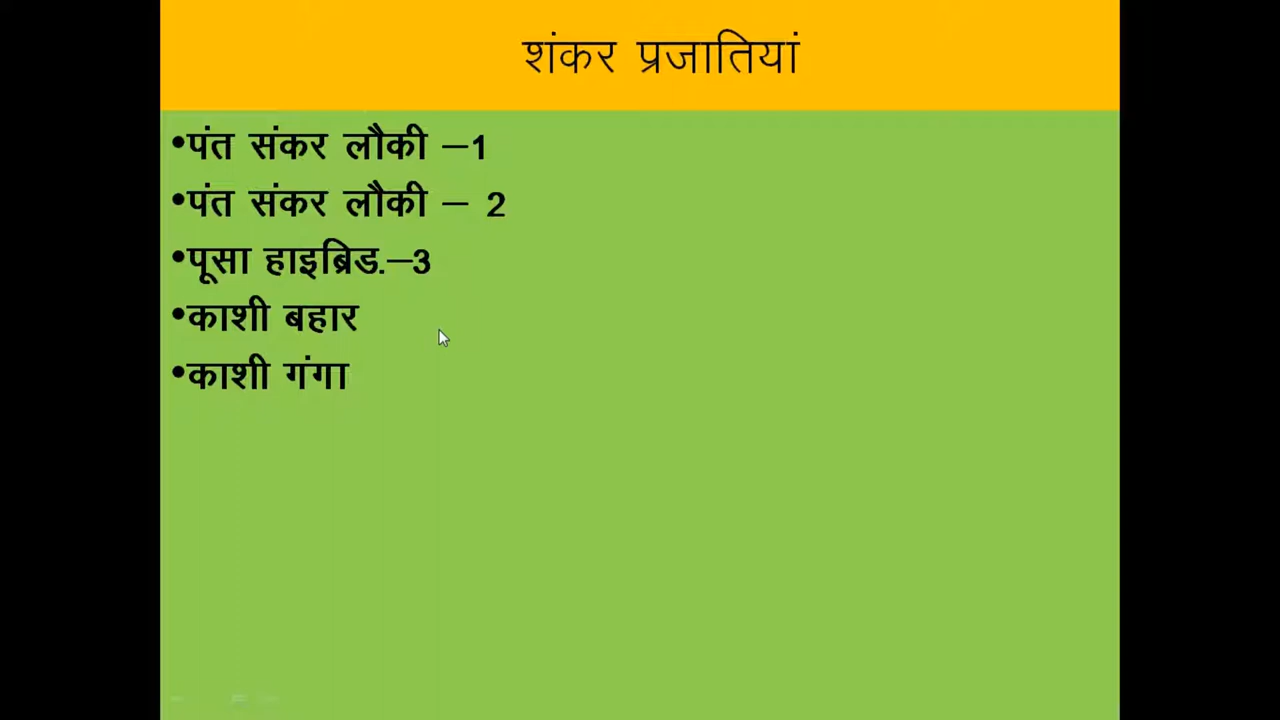 शंकर प्रजातियां
•पंत संकर लौकी –1
•पंत संकर लौकी – 2
•पूसा हाइब्रिड.–3
•काशी बहार
•काशी गंगा